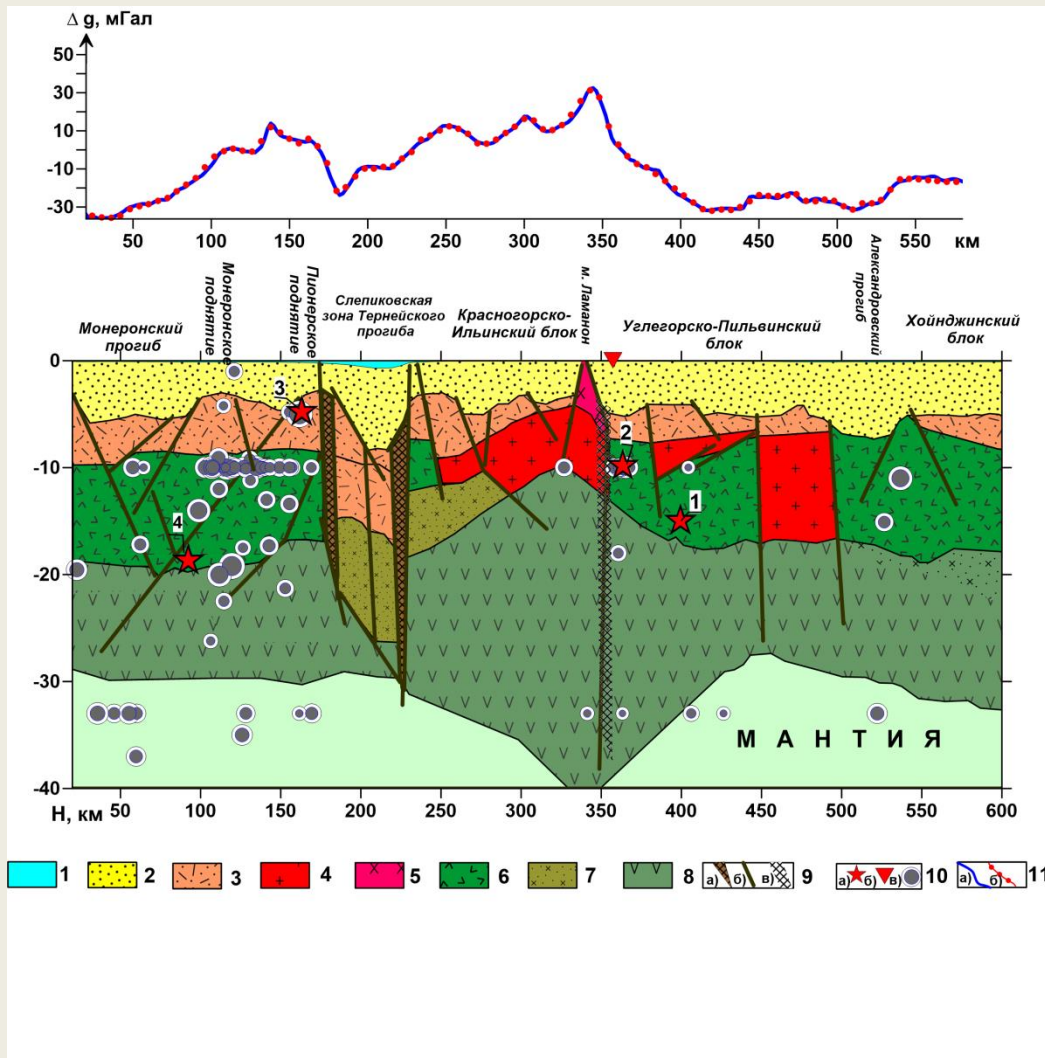 Δ g, мГал
50
30
10
-10
-30
50 100 150 200 250 300 350 400 450 500 550 км
Монеронский
прогиб
Монеронское
поднятие
Пионерское
поднятие
Слепиковская
зона Тернейского
прогиба
Красногорско-
Ильинский блок
м. Ламанон
Углегорско-Пильвинский
блок
Александровский
прогиб
Хойнджинский
блок
0
-10
-20
-30
-40
3
2
1
4
МАНТИЯ
Н, км 50 100 150 200 250 300 350 400 450 500 550 600
1 2 3 4 5 6 7 8 а) б) в) 9 а) б) в) 10 а) б) 11